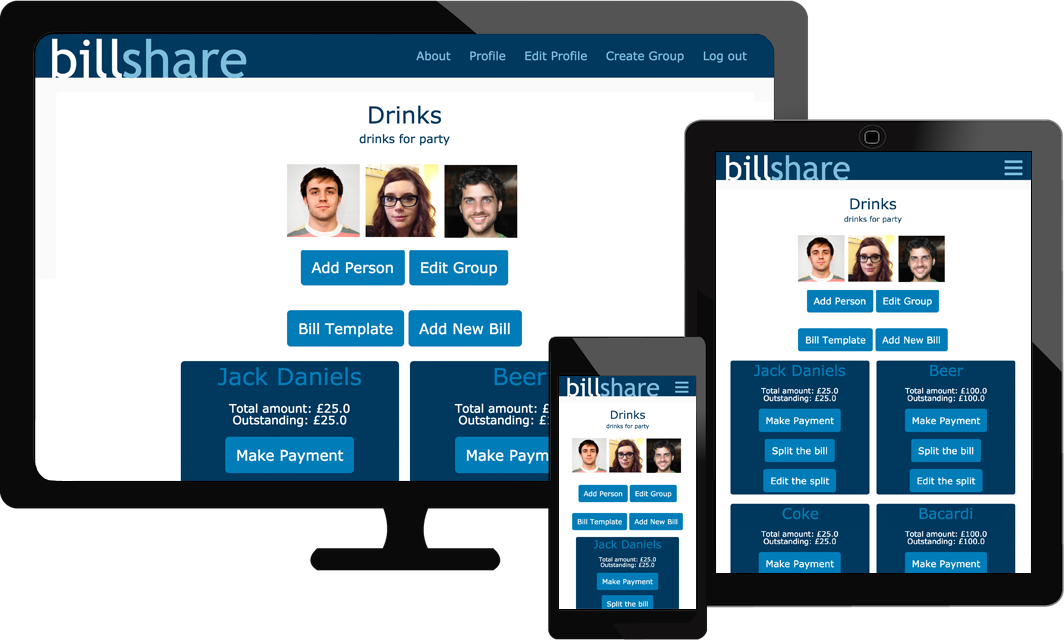 billshare
About Profile Edit Profile Create Group Log out
Drinks
drinks for party
Add Person Edit Group
Bill Template Add New Bill
Jack Daniels Beer
Total amount: £25.0 Total amount: £
Outstanding: £25.0 Outstanding: £
Make Payment Make Paym
billshare
Drinks
drinks for party
Add Person Edit Group
Bill Template Add New Bill
Jack Daniels
Total amount: £25.0
Outstanding: £25.0
Make Payment
Split the bill
billshare
Drinks
drinks for party
Add Person Edit Group
Bill Template Add New Bill
Jack Daniels Beer
Total amount: £25.0 Total amount: £100.0
Outstanding: £25.0 Outstanding: £100.0
Make Payment Make Payment
Split the bill Split the bill
Edit the split Edit the split
Coke Bacardi
Total amount: £25.0 Total amount: £100.0
Outstanding: £25.0 Outstanding: £100.0
Make Payment Make Payment